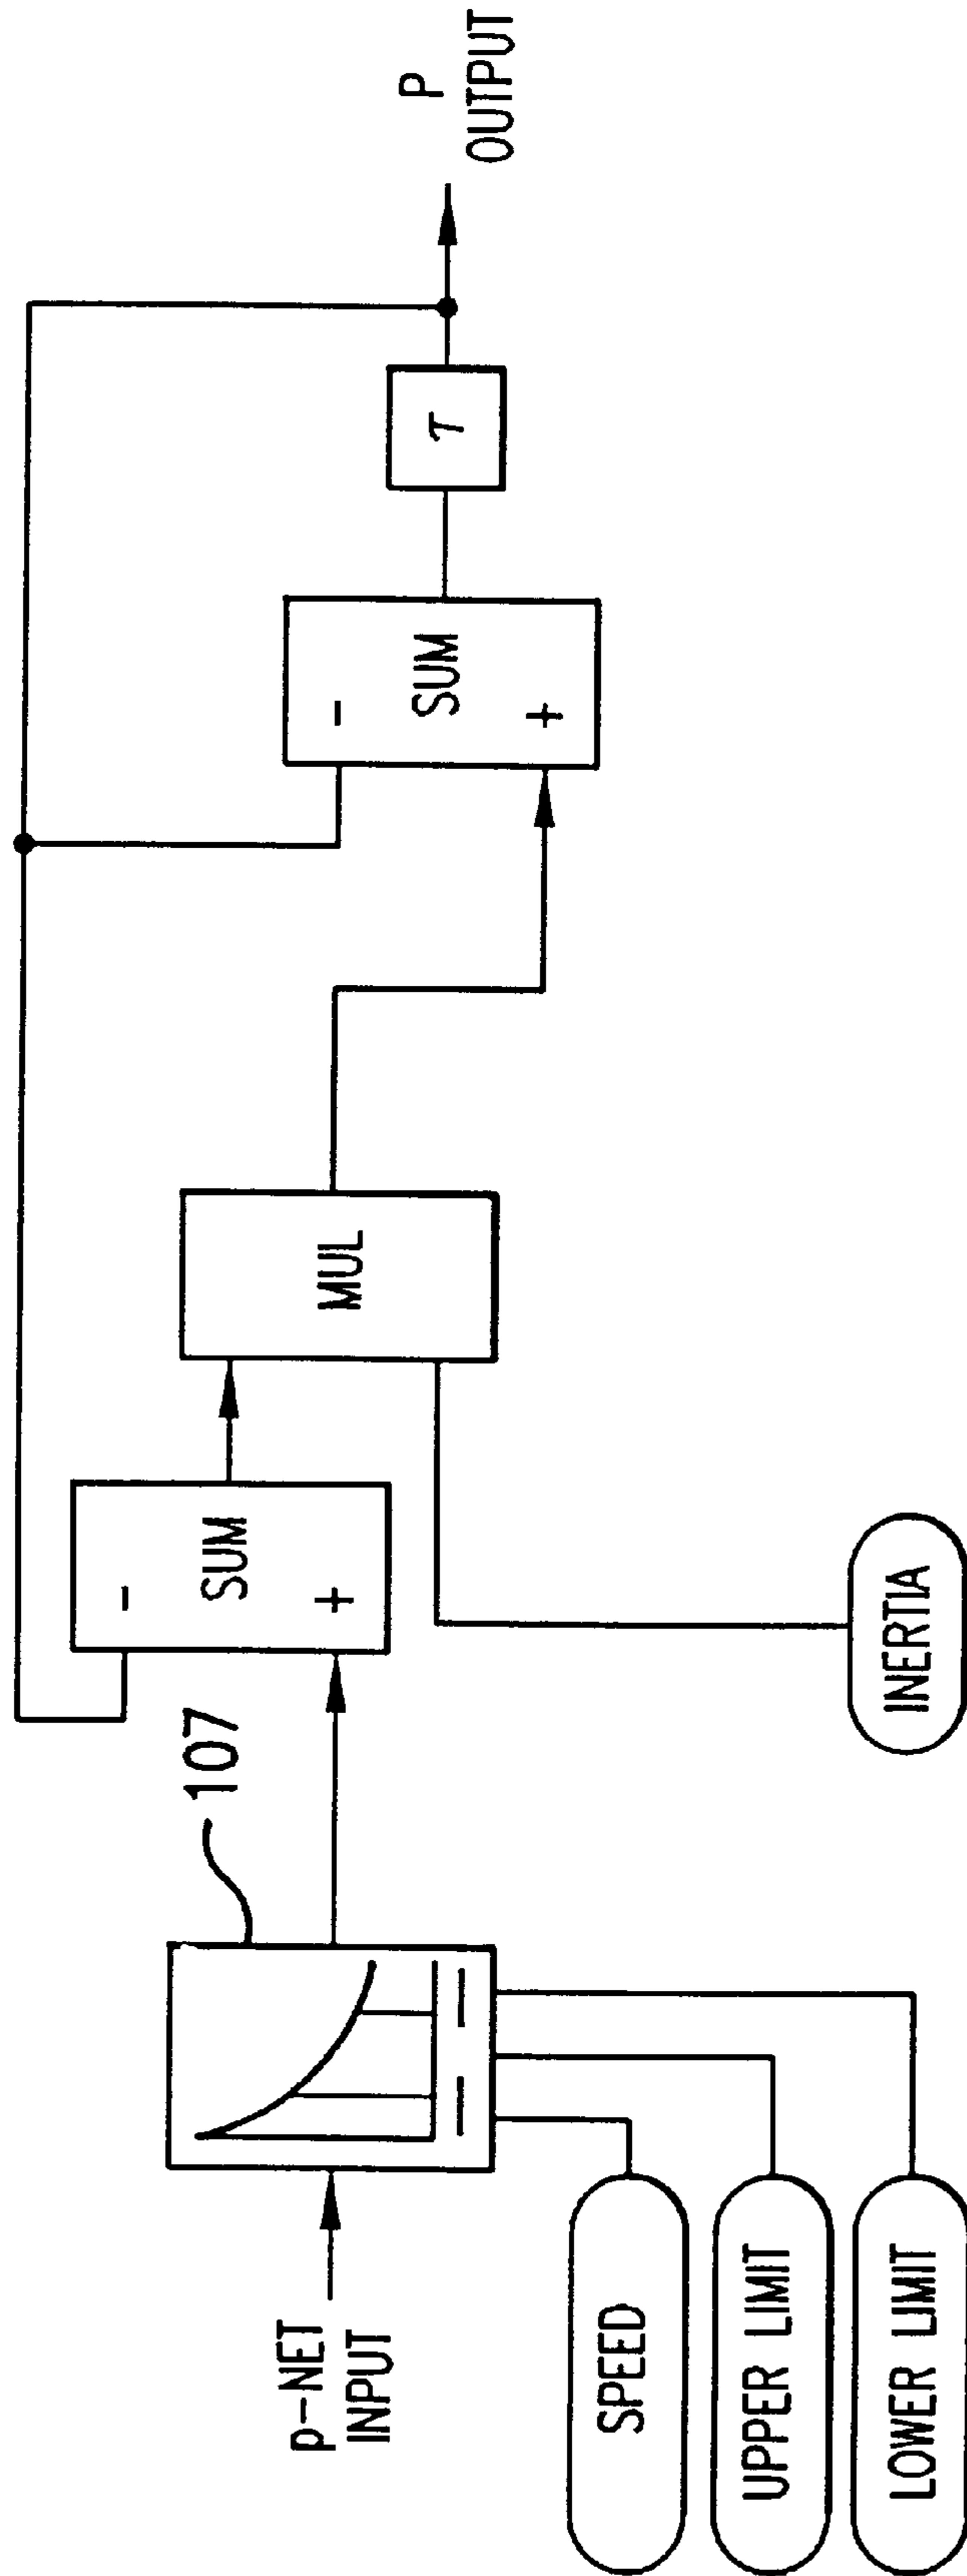 p-NET
INPUT
107
-
SUM
+
MUL
-
SUM
+
τ
P
OUTPUT
SPEED
UPPER LIMIT
LOWER LIMIT
INERTIA